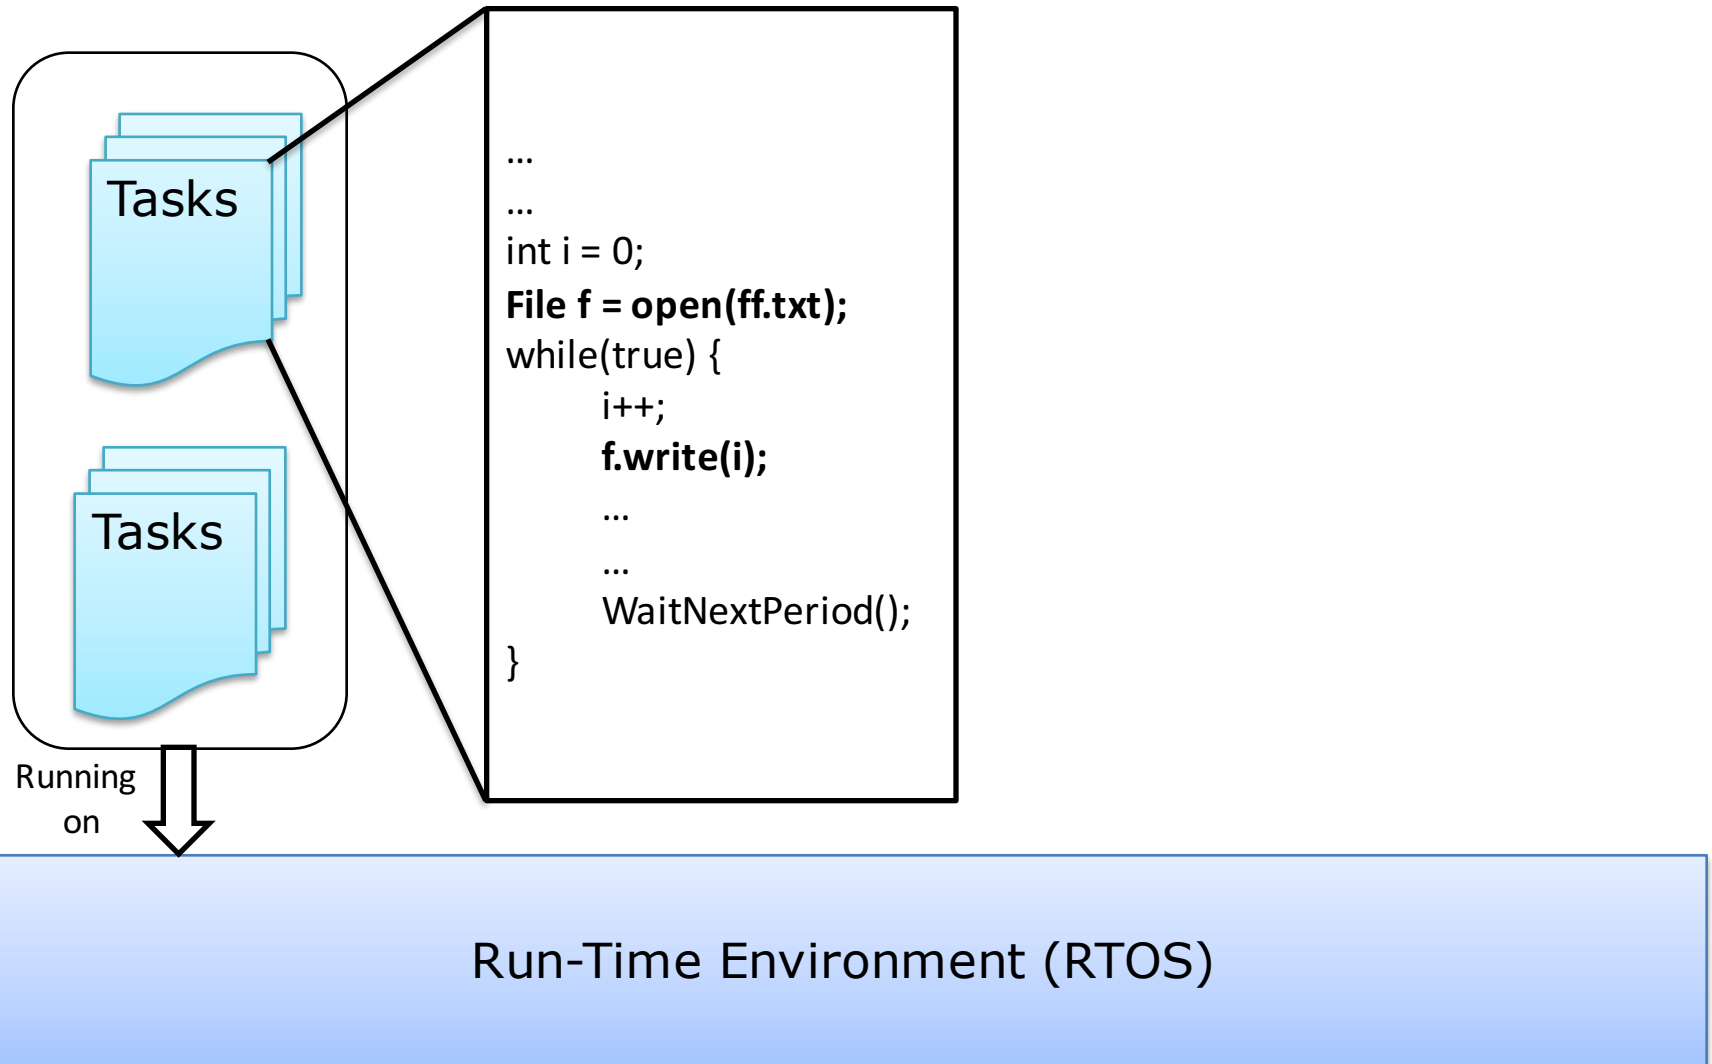 Tasks
Tasks
Running
on
…
…
int i = 0;
File f = open(ff.txt);
while(true) {
i++;
f.write(i);
…
…
WaitNextPeriod();
}
Run-Time Environment (RTOS)